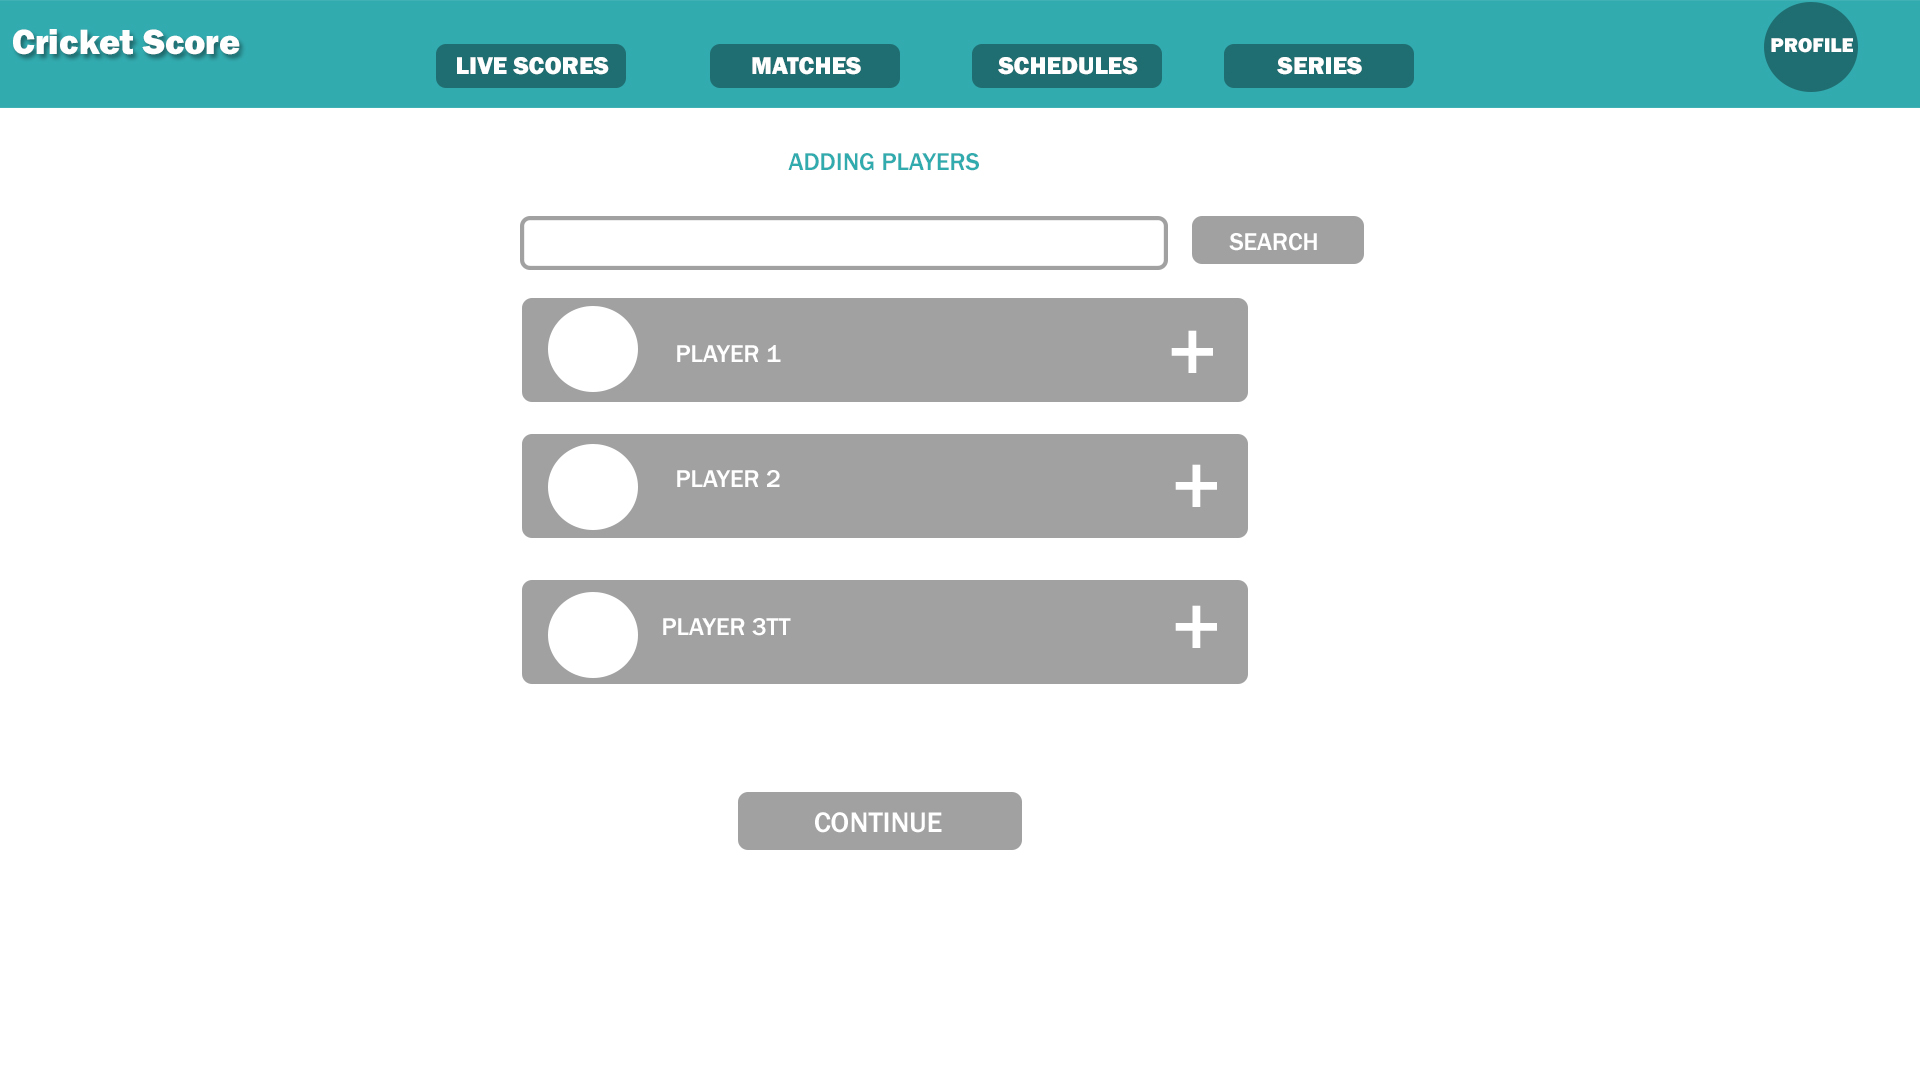 Cricket Score
LIVE SCORES
MATCHES
SCHEDULES
SERIES
PROFILE
ADDING PLAYERS
SEARCH
PLAYER 1
+
PLAYER 2
+
PLAYER 3TT
+
CONTINUE